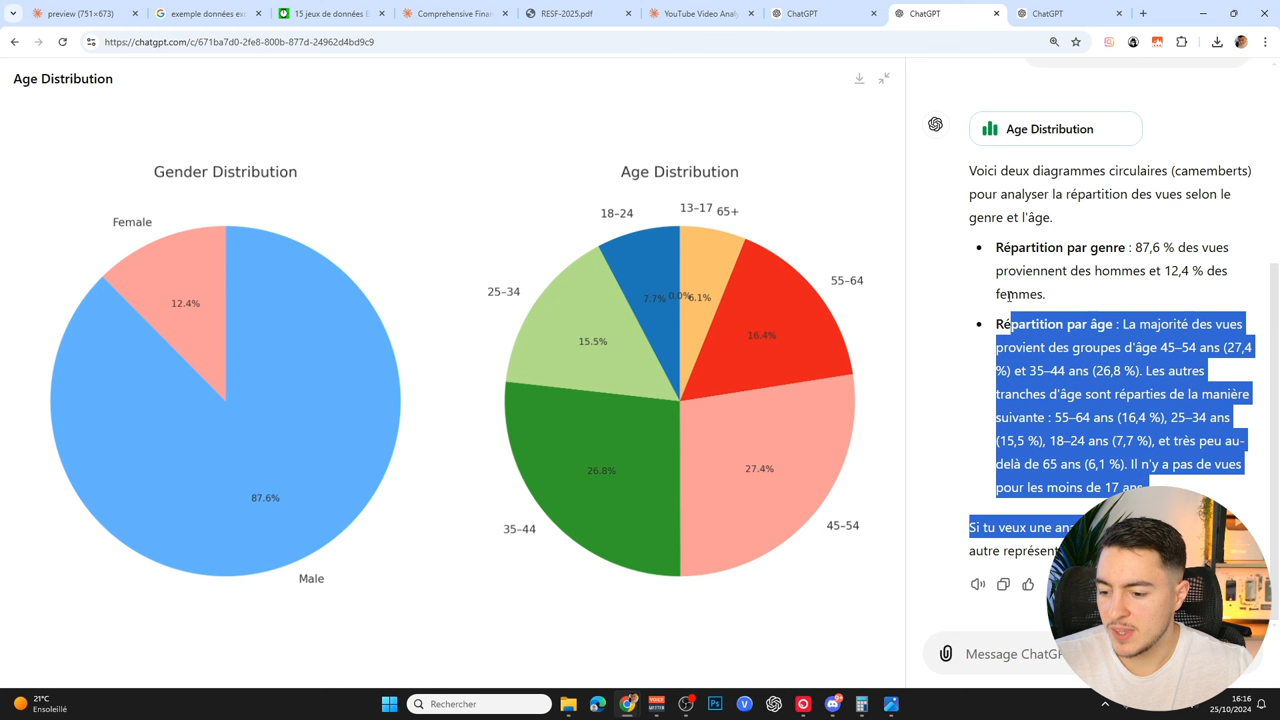 preview (751×673)
exemple données exc
15 jeux de données E
Comprehensive Finan
RESF-2025.pdf
YouTube Video Analy
ChatGPT
ChatGPT
ChatGPT
https://chatgpt.com/c/671ba7d0-2fe8-800b-877d-24962d4bd9c9
Age Distribution
Gender Distribution
Female
12.4%
87.6%
Male
Age Distribution
13–17
65+
18–24
55–64
25–34
7.7%
0.0%
6.1%
16.4%
15.5%
26.8%
27.4%
35–44
45–54
Age Distribution
Voici deux diagrammes circulaires (camemberts)
pour analyser la répartition des vues selon le
genre et l'âge.
Répartition par genre : 87,6 % des vues
proviennent des hommes et 12,4 % des
femmes.
Répartition par âge : La majorité des vues
provient des groupes d'âge 45–54 ans (27,4
%) et 35–44 ans (26,8 %). Les autres
tranches d'âge sont réparties de la manière
suivante : 55–64 ans (16,4 %), 25–34 ans
(15,5 %), 18–24 ans (7,7 %), et très peu au-
delà de 65 ans (6,1 %). Il n'y a pas de vues
pour les moins de 17 ans.
Si tu veux une
autre
Message
21°C
Ensoleillé
Rechercher
16:16
25/10/2024